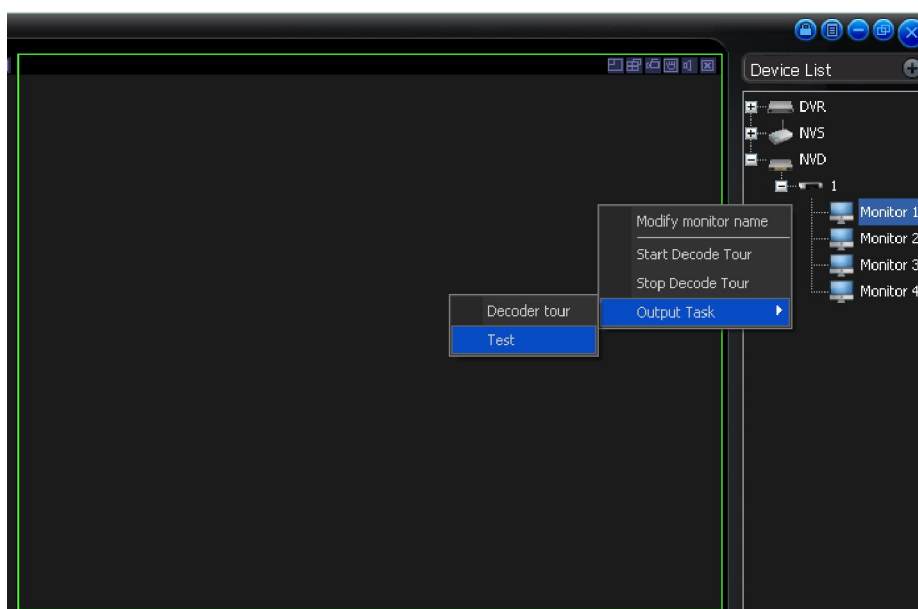 Device List
DVR
NVS
NVD
1
Monitor 1
Monitor 2
Monitor 3
Monitor 4
Modify monitor name
Start Decode Tour
Stop Decode Tour
Output Task
Decoder tour
Test